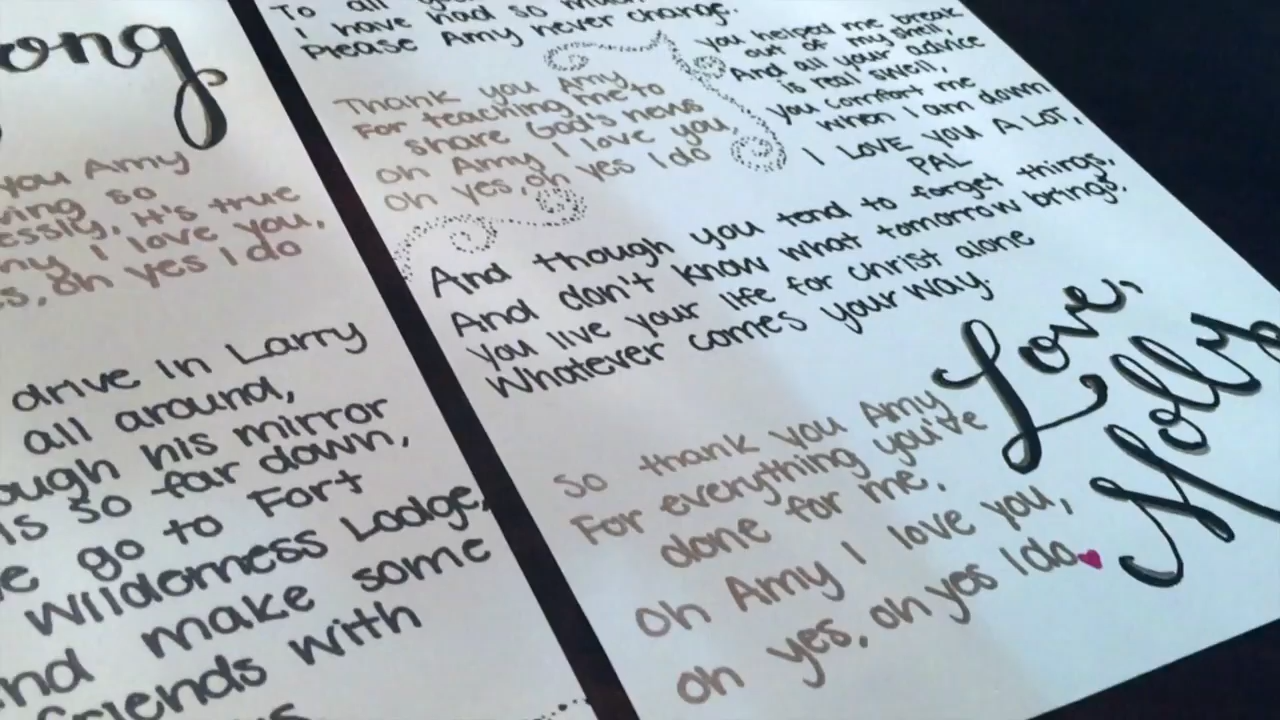 ong
you Amy
ving so
essly, it's true
my I love you,
s, oh yes I do
drive in Larry
all around,
ough his mirror
is so far down,
e go to Fort
Wilderness Lodge,
nd make some
friends with
To all
I have had so much
Please Amy never change.
Thank you Amy
For teaching me to
share God's news
oh Amy I love you,
oh yes, oh yes I do
you helped me break
out of my shell,
And all your advice
is real swell,
you comfort me
when I am down
I LOVE YOU A LOT,
PAL
And though you tend to forget things,
And don't know what tomorrow brings,
you live your life for Christ alone
Whatever comes your way.
So thank you Amy
For everything you've
done for me,
oh Amy I love you,
oh yes, oh yes I do
Love,
Molly